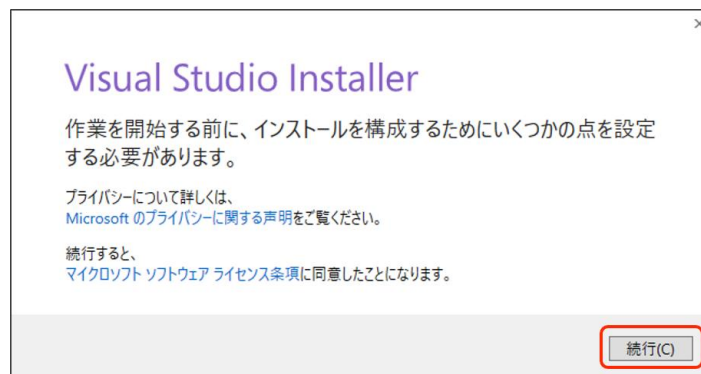 Visual Studio Installer
作業を開始する前に、インストールを構成するためにいくつかの点を設定
する必要があります。
プライバシーについて詳しくは、
Microsoft のプライバシーに関する声明をご覧ください。
続行すると、
マイクロソフト ソフトウェア ライセンス条項に同意したことになります。
続行(C)